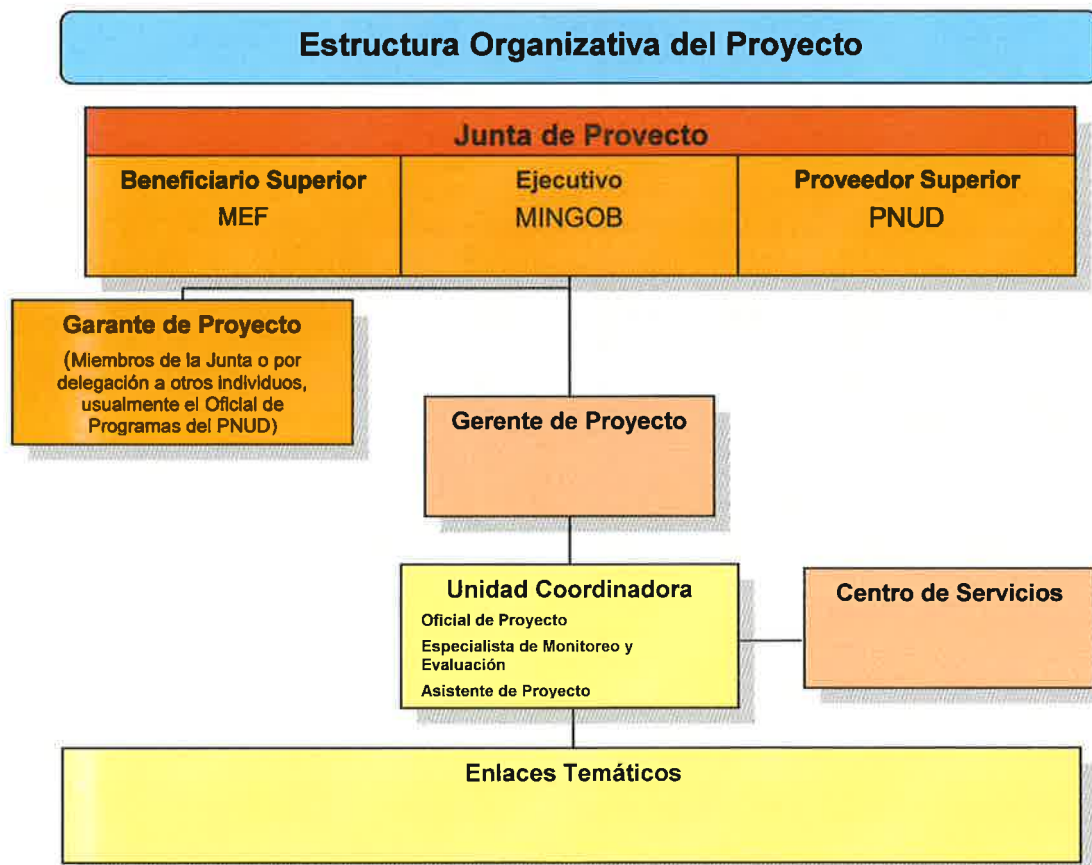 Estructura Organizativa del Proyecto
Junta de Provecto
Beneficiario Superior
MEF
Ejecutivo
MINGOB
Proveedor Superior
PNUD
Garante de Proyecto
(Miembros de la Junta o por
delegación a otros individuos,
usualmente el Oficial de
Programas del PNUD)
Gerente de Proyecto
Unidad Coordinadora
Oficial de Proyecto
Especialista de Monitoreo y
Evaluación
Asistente de Proyecto
Centro de Servicios
Enlaces Temáticos